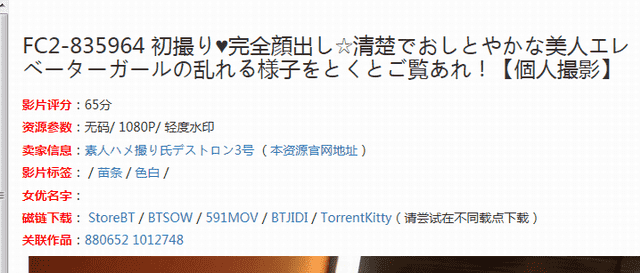 FC2-835964 初撮り♥完全顔出し☆清楚でおしとやかな美人エレ
ベーターガールの乱れる様子をとくとご覧あれ！【個人撮影】
影片评分：65分
资源参数：无码/ 1080P/ 轻度水印
卖家信息：素人ハメ撮り氏デストロン3号 （ 本资源官网地址 ）
影片标签： / 苗条 / 色白 /
女优名字：
磁链下载： StoreBT / BTSOW / 591MOV / BTJIDI / TorrentKitty（请尝试在不同载点下载）
关联作品：880652 1012748